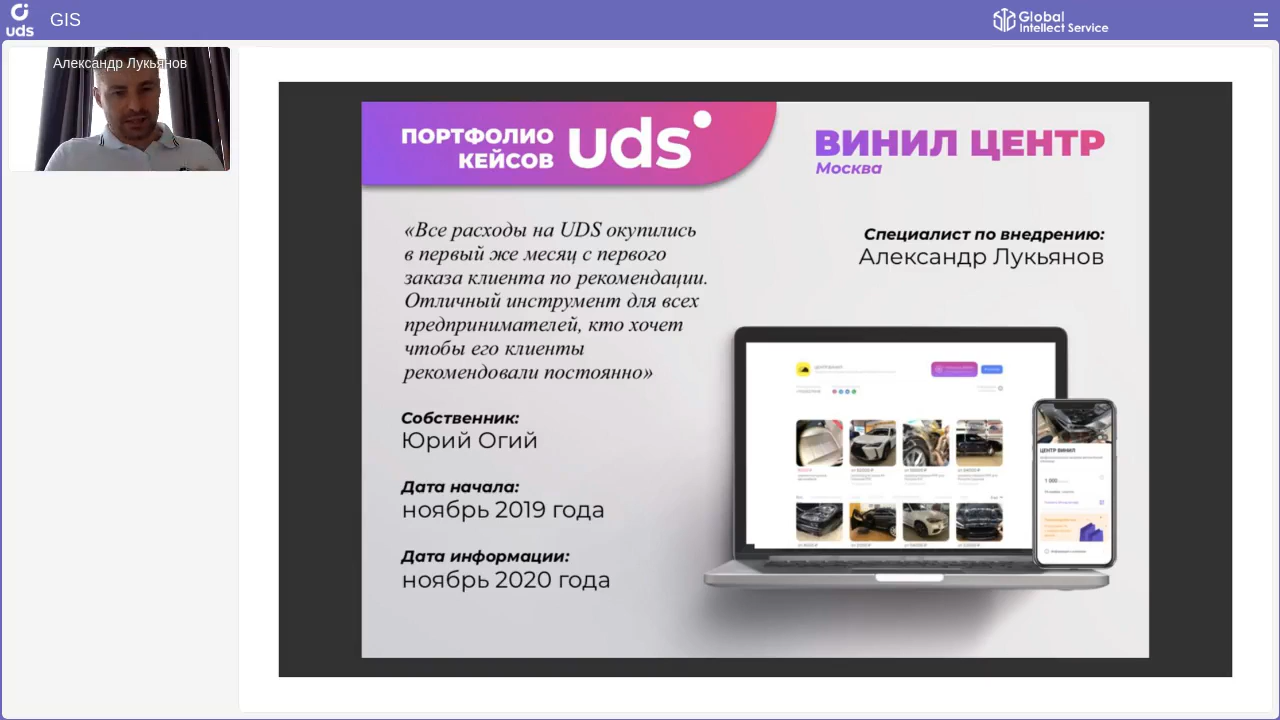 uds
GIS
Global
Intellect Service
Александр Лукьянов
ПОРТФОЛИО
КЕЙСОВ
uds
ВИНИЛ ЦЕНТР
Москва
«Все расходы на UDS окупились
в первый же месяц с первого
заказа клиента по рекомендации.
Отличный инструмент для всех
предпринимателей, кто хочет
чтобы его клиенты
рекомендовали постоянно»
Специалист по внедрению:
Александр Лукьянов
Собственник:
Юрий Огий
Дата начала:
ноябрь 2019 года
Дата информации:
ноябрь 2020 года
ЦЕНТР ВИНИЛ
1 000